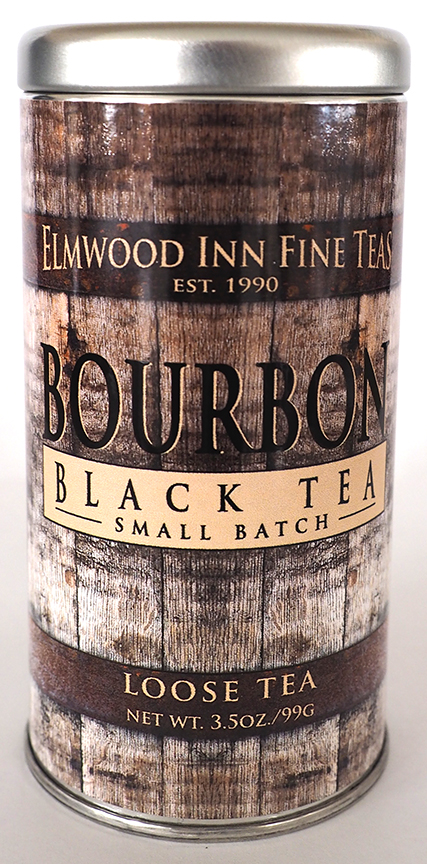 ELMWOOD INN FINE TEAS
EST. 1990
BOURBON
BLACK TEA
SMALL BATCH
LOOSE TEA
NET WT. 3.5OZ./99G